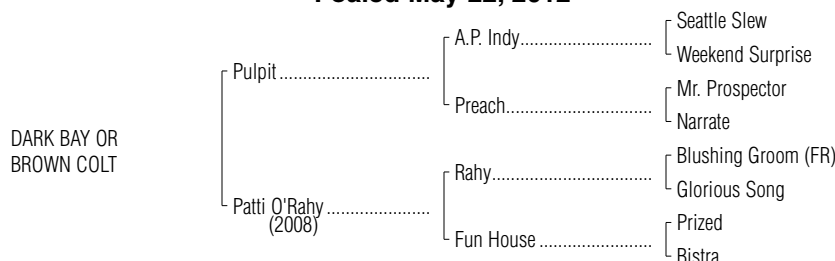 Foaled May 22, 2012
Seattle Slew
A.P. Indy
Weekend Surprise
Pulpit
Mr. Prospector
Preach
Narrate
DARK BAY OR
BROWN COLT
Blushing Groom (FR)
Rahy
Glorious Song
Patti O'Rahy
(2008)
Prized
Fun House
Bistra